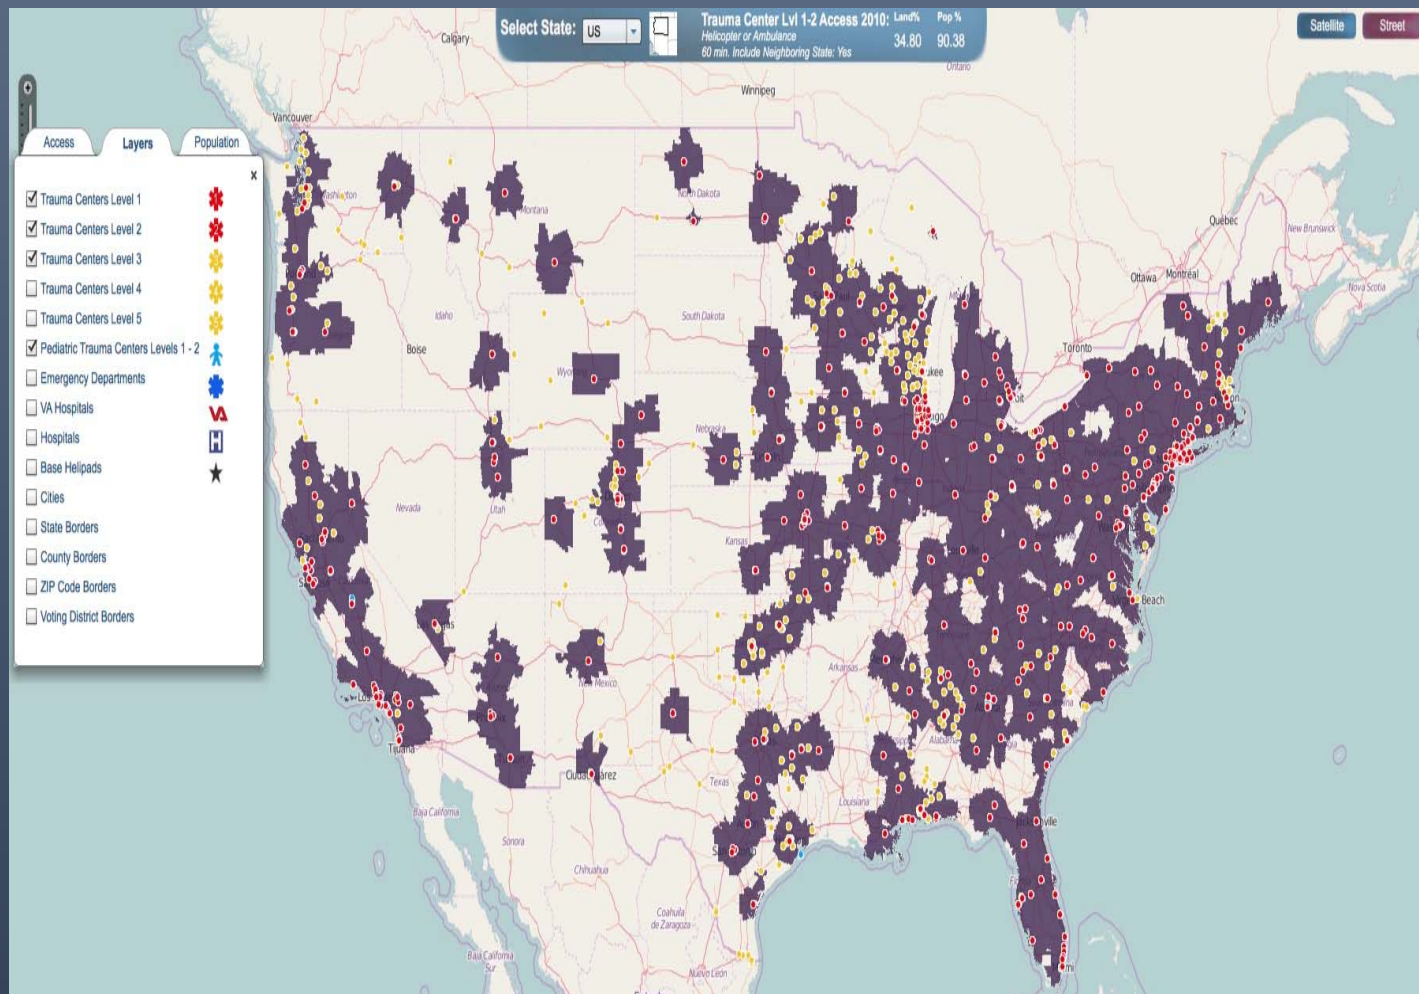 Select State: US
Trauma Center Lvl 1-2 Access 2010: Land% Pop %
Helicopter or Ambulance 34.80 90.38
60 min. Include Neighboring State: Yes
Satellite Street
Access Layers Population
x
Trauma Centers Level 1
Trauma Centers Level 2
Trauma Centers Level 3
Trauma Centers Level 4
Trauma Centers Level 5
Pediatric Trauma Centers Levels 1 - 2
Emergency Departments
VA Hospitals VA
Hospitals H
Base Helipads
Cities
State Borders
County Borders
ZIP Code Borders
Voting District Borders
Calgary
Ontario
Winnipeg
Vancouver
North Dakota
Montana
Québec
New Brunswick
Ottawa Montréal
Nova Scotia
Idaho
South Dakota
Boise
Toronto
Nebraska
Nevada
Utah
Kansas
Beach
Arkansas
New Mexico
Alabama
Tijuana
Ciudad Juárez
Texas
Louisiana
Baja California
Sonora
Chihuahua
Coahuila
de Zaragoza
Baja California
Sur
Nuevo León